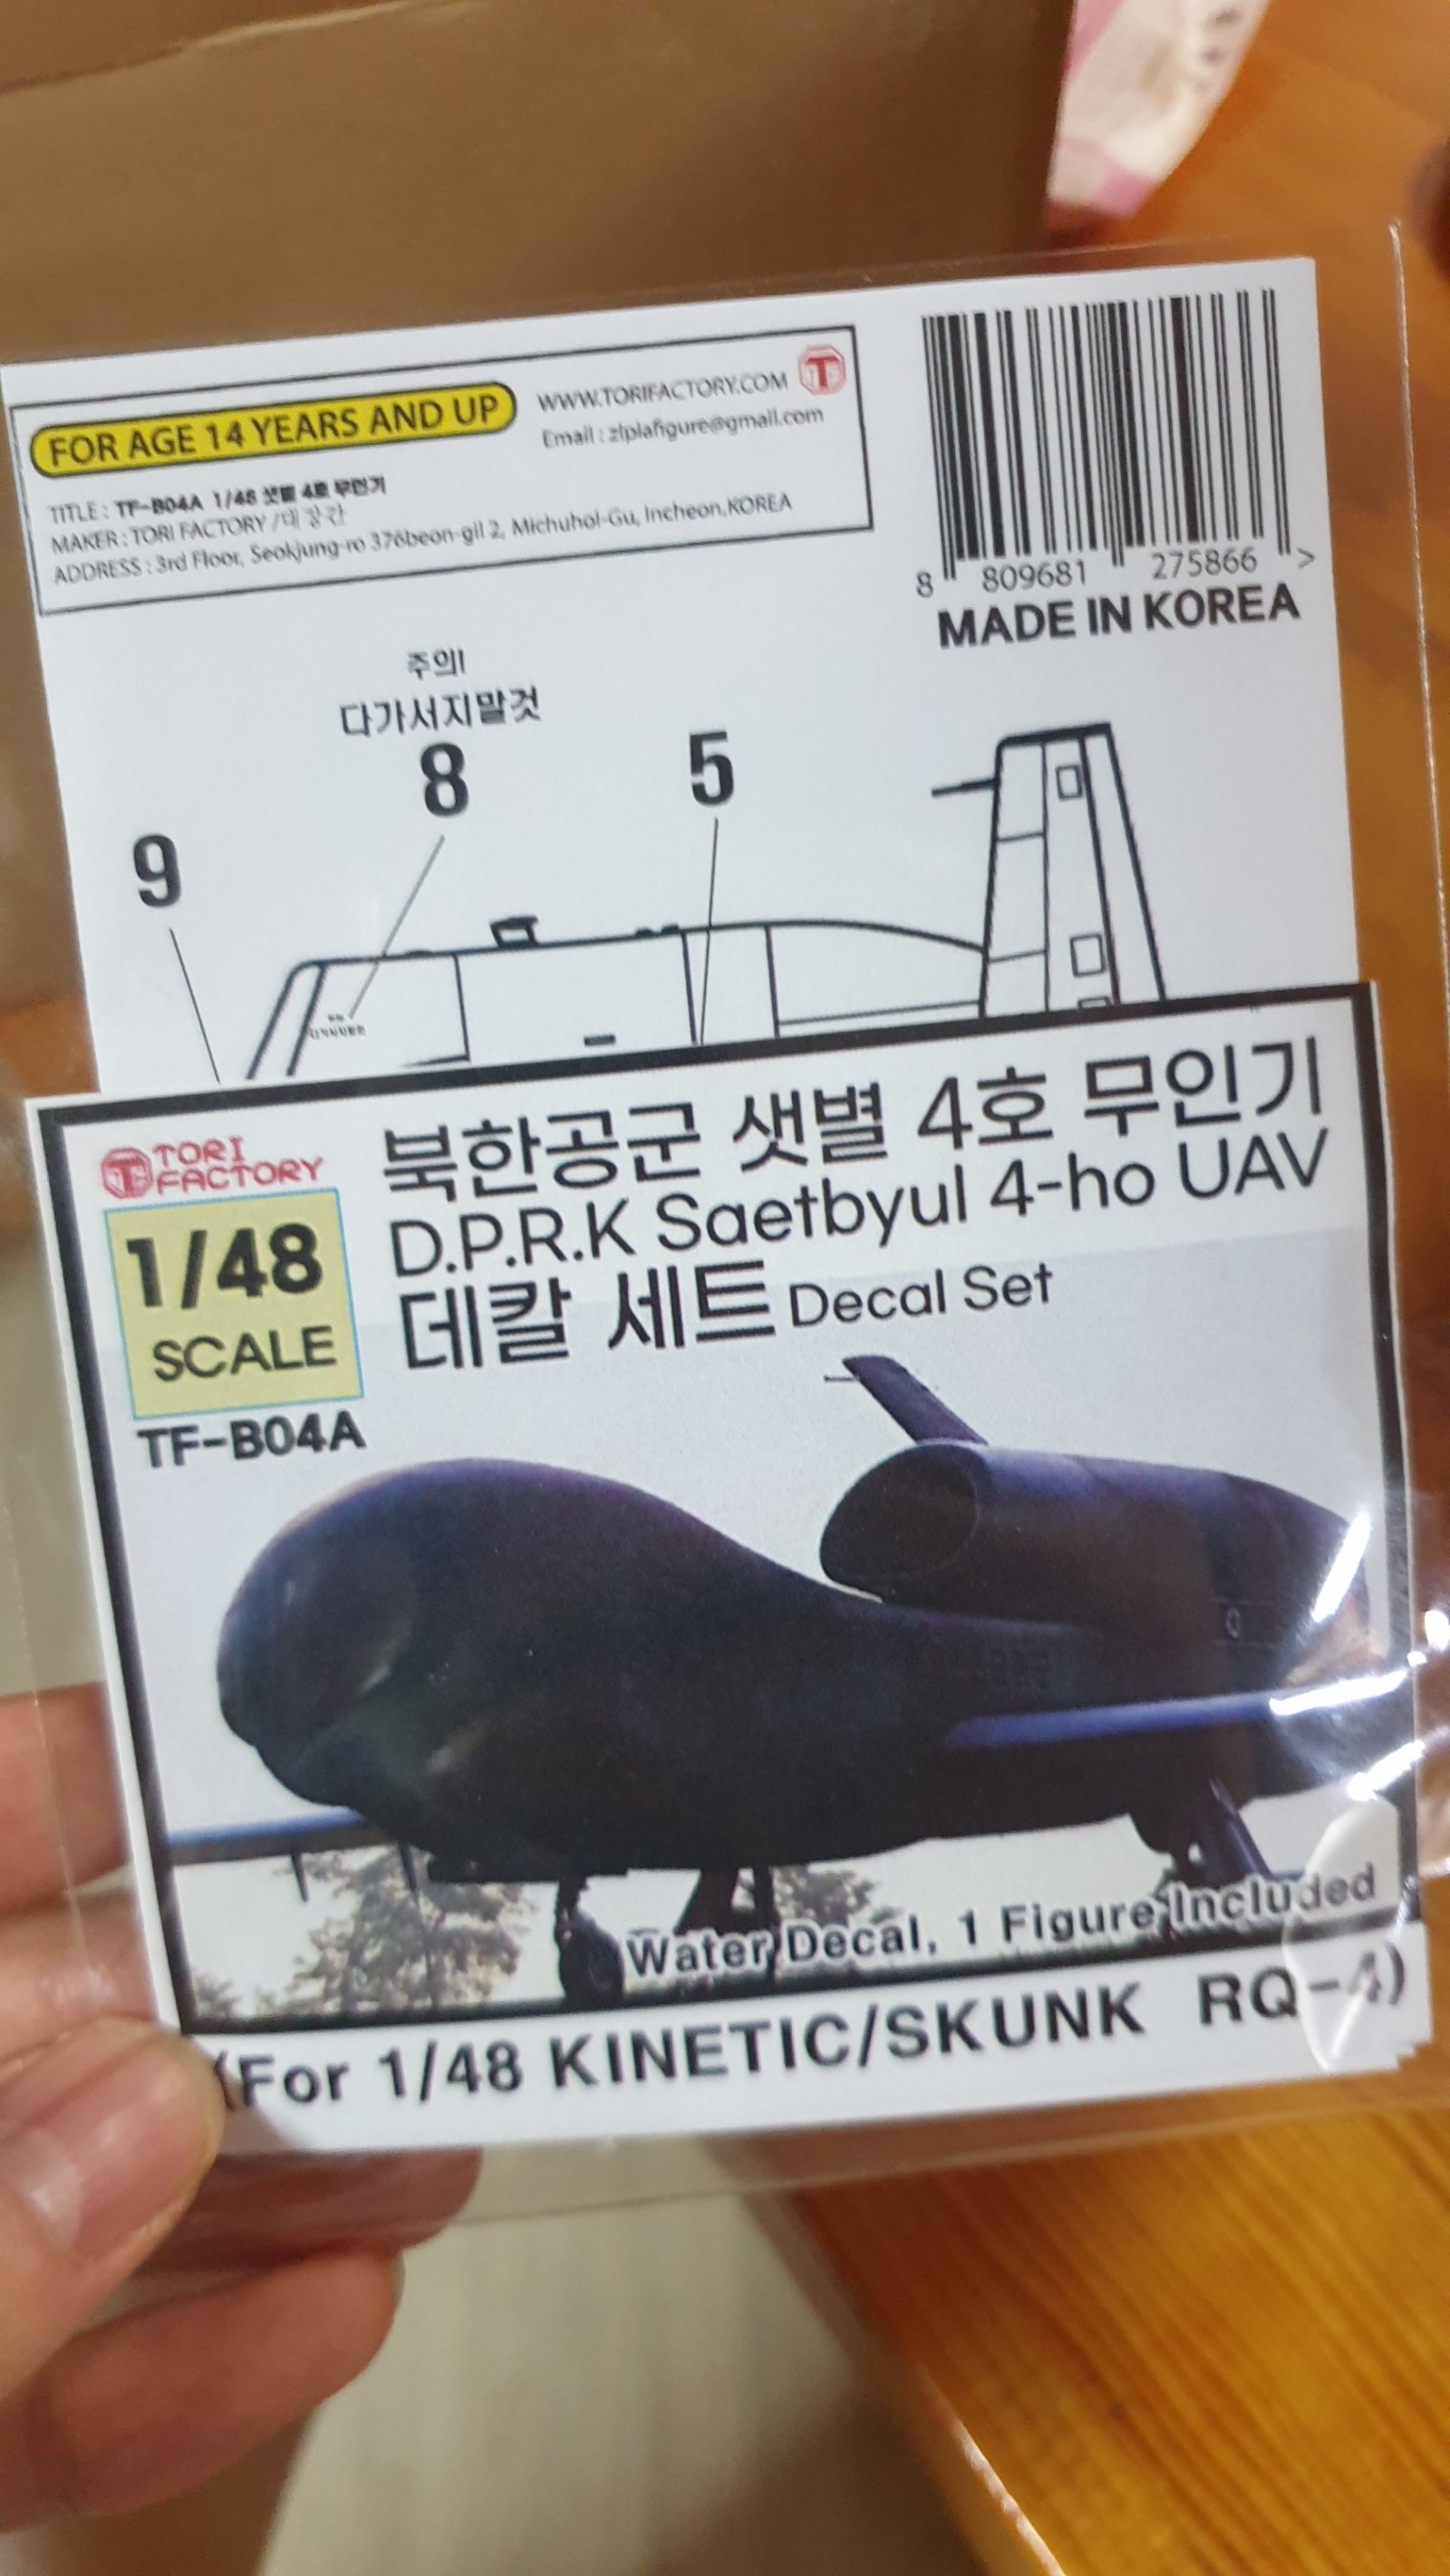 FOR AGE 14 YEARS AND UP
WWW.TORIFACTORY.COM
Email : zlplafigure@gmail.com
TITLE : TF-B04A 1/48 샛별 4호 무인기
MAKER : TORI FACTORY /대장간
ADDRESS : 3rd Floor, Seokjung-ro 376beon-gil 2, Michuhol-Gu, Incheon,KOREA
8 809681 275866 >
MADE IN KOREA
주의!
다가서지말것
8
5
9
TORI
FACTORY
1/48
SCALE
TF-B04A
북한공군 샛별 4호 무인기
D.P.R.K Saetbyul 4-ho UAV
데칼 세트 Decal Set
Water Decal, 1 Figure Included
(For 1/48 KINETIC/SKUNK RQ-4)